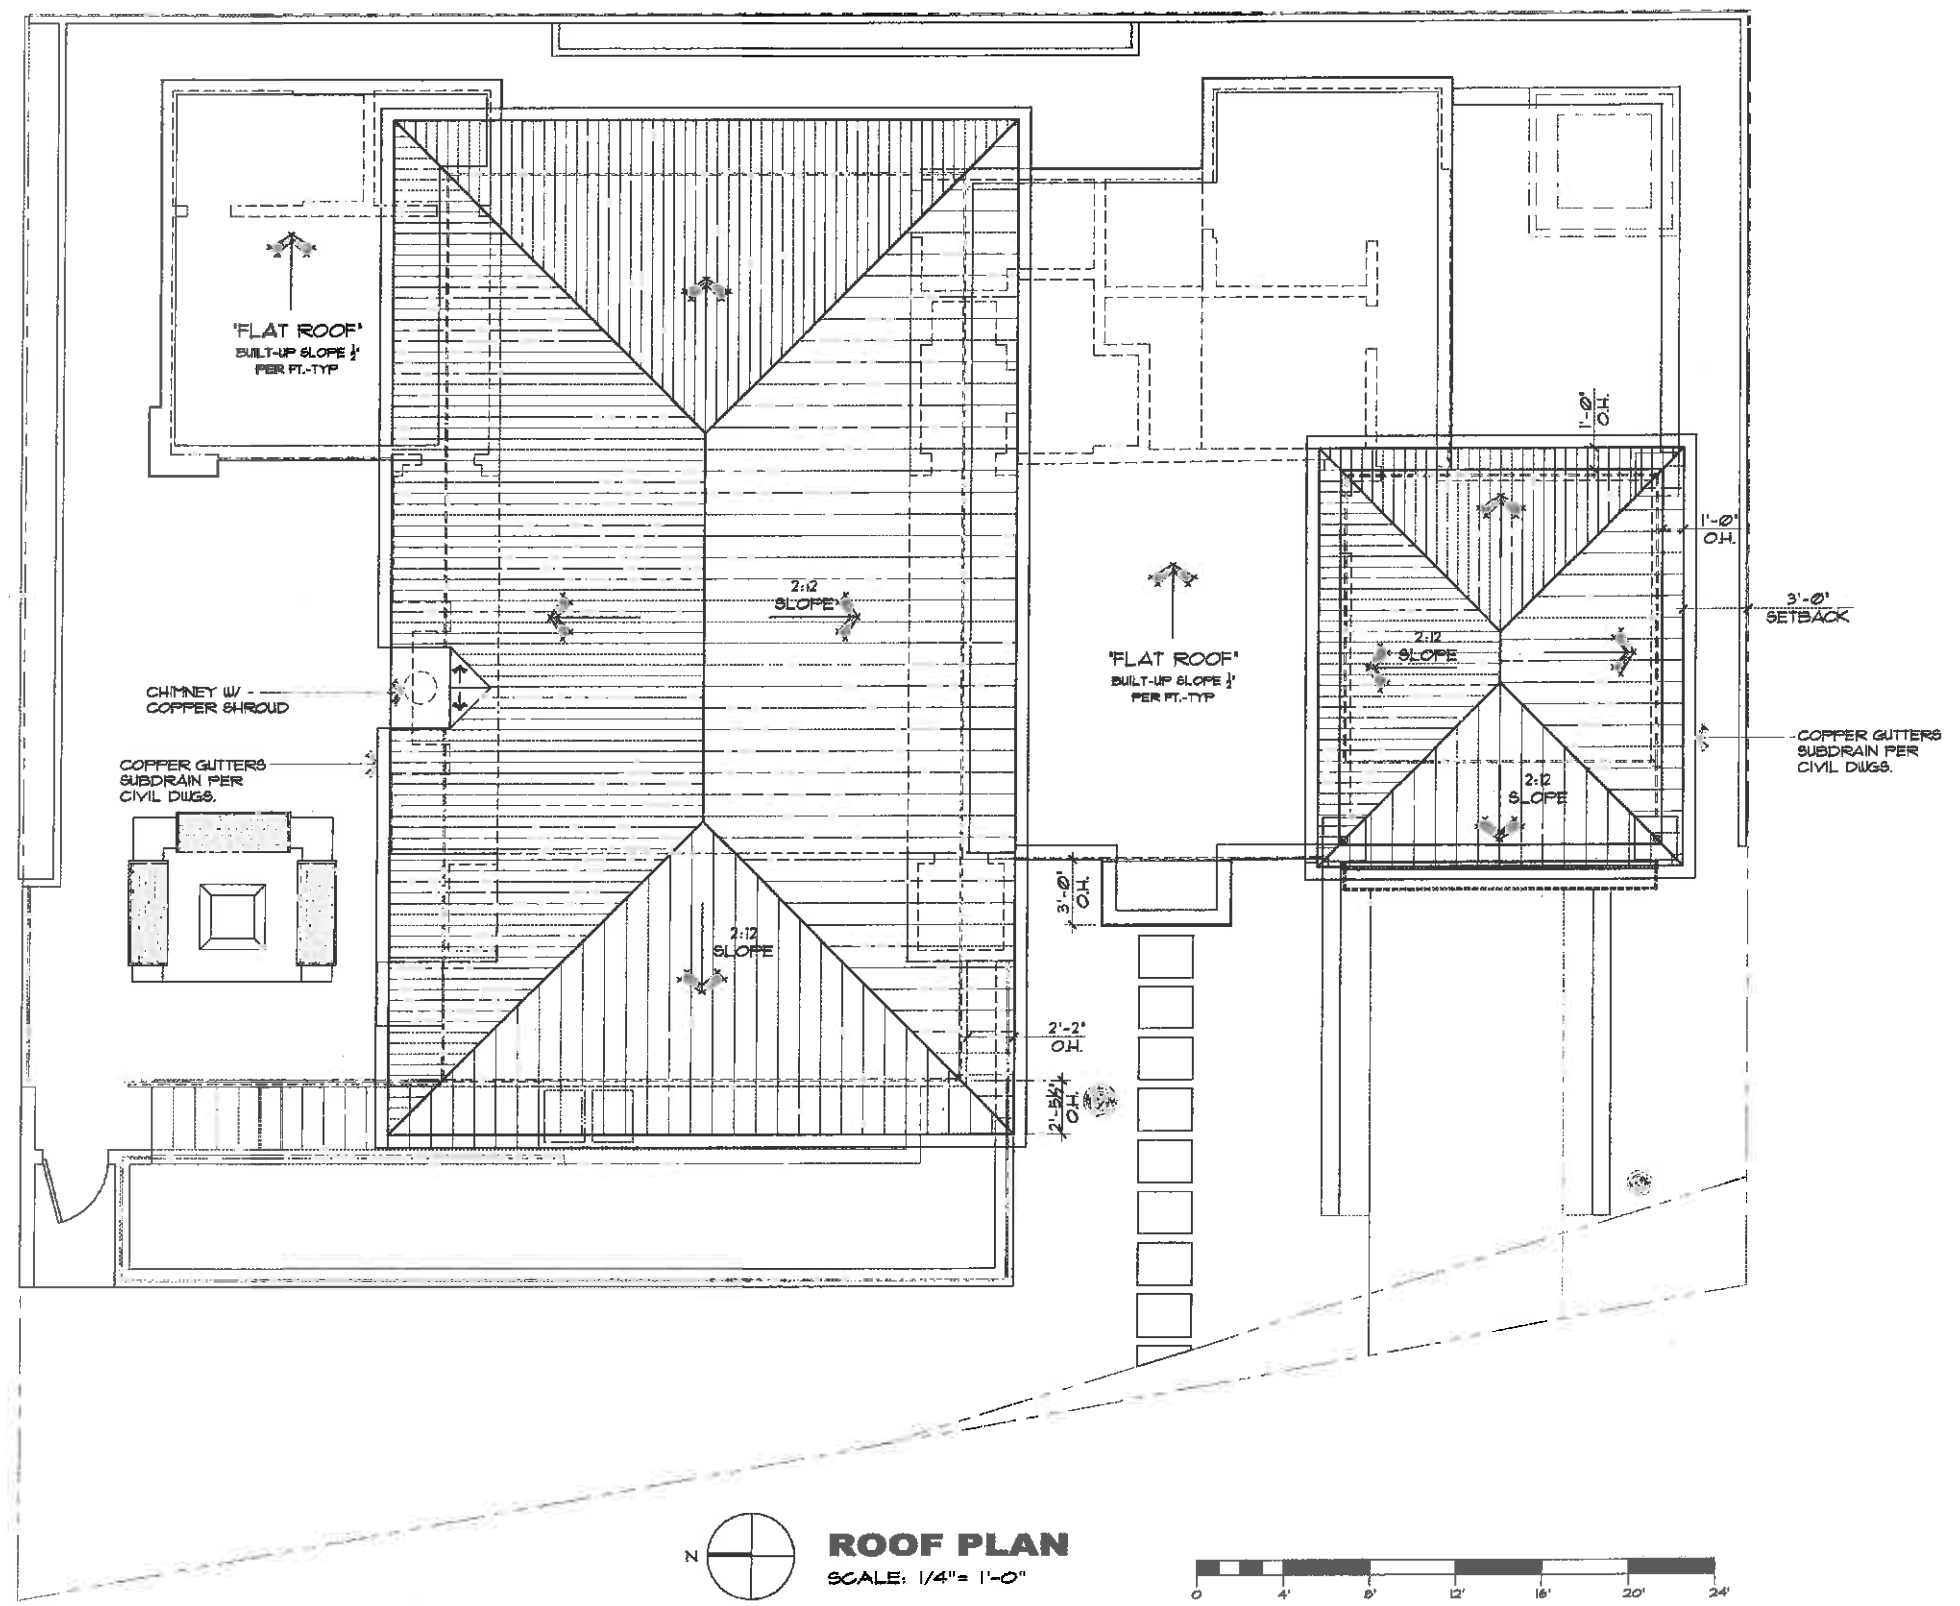 'FLAT ROOF'
BUILT-UP SLOPE ½"
PER FT.-TYP
1'-0"
O.H.
1'-0"
O.H.
2:12
SLOPE
3'-0"
SETBACK
2:12
SLOPE
'FLAT ROOF'
BUILT-UP SLOPE ½"
PER FT.-TYP
CHIMNEY W/
COPPER SHROUD
COPPER GUTTERS
SUBDRAIN PER
CIVIL DWGS.
COPPER GUTTERS
SUBDRAIN PER
CIVIL DWGS.
2:12
SLOPE
3'-0"
O.H.
2:12
SLOPE
2'-2"
O.H.
2'-5½"
O.H.
N
ROOF PLAN
SCALE: 1/4"= 1'-0"
0 4' 8' 12' 16' 20' 24'